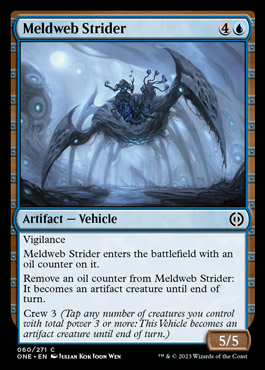 Meldweb Strider 4
Artifact — Vehicle
Vigilance
Meldweb Strider enters the battlefield with an
oil counter on it.
Remove an oil counter from Meldweb Strider:
It becomes an artifact creature until end of
turn.
Crew 3 (Tap any number of creatures you
control with total power 3 or more: This Vehicle becomes an
artifact creature until end of turn.)
5/5
060/271 C
ONE • EN Julian Kok Joon Wen
™ & © 2023 Wizards of the Coast